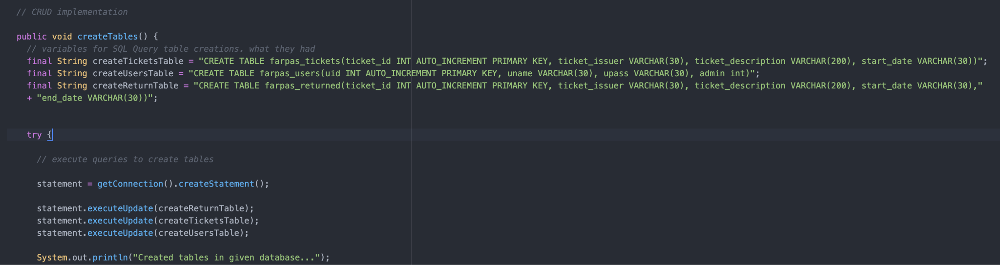 // CRUD implementation
public void createTables() {
// variables for SQL Query table creations. what they had
final String createTicketsTable = "CREATE TABLE farpas_tickets(ticket_id INT AUTO_INCREMENT PRIMARY KEY, ticket_issuer VARCHAR(30), ticket_description VARCHAR(200), start_date VARCHAR(30))";
final String createUsersTable = "CREATE TABLE farpas_users(uid INT AUTO_INCREMENT PRIMARY KEY, uname VARCHAR(30), upass VARCHAR(30), admin int)";
final String createReturnTable = "CREATE TABLE farpas_returned(ticket_id INT AUTO_INCREMENT PRIMARY KEY, ticket_issuer VARCHAR(30), ticket_description VARCHAR(200), start_date VARCHAR(30),"
+ "end_date VARCHAR(30))";
try {
// execute queries to create tables
statement = getConnection().createStatement();
statement.executeUpdate(createReturnTable);
statement.executeUpdate(createTicketsTable);
statement.executeUpdate(createUsersTable);
System.out.println("Created tables in given database...");